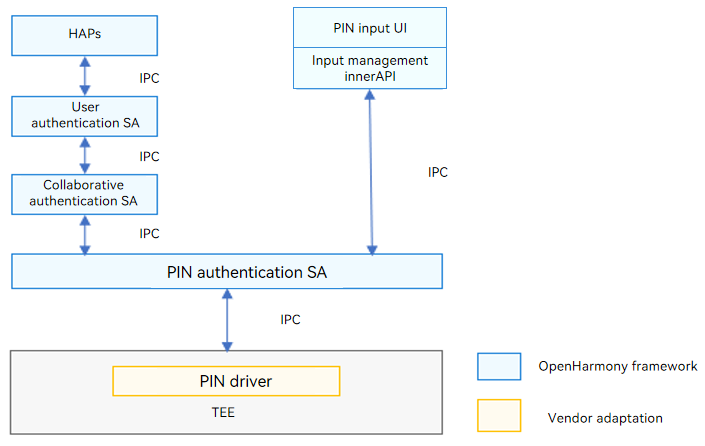 HAPs
IPC
User
authentication SA
IPC
Collaborative
authentication SA
IPC
PIN input UI
Input management
innerAPI
IPC
PIN authentication SA
IPC
PIN driver
TEE
OpenHarmony framework
Vendor adaptation